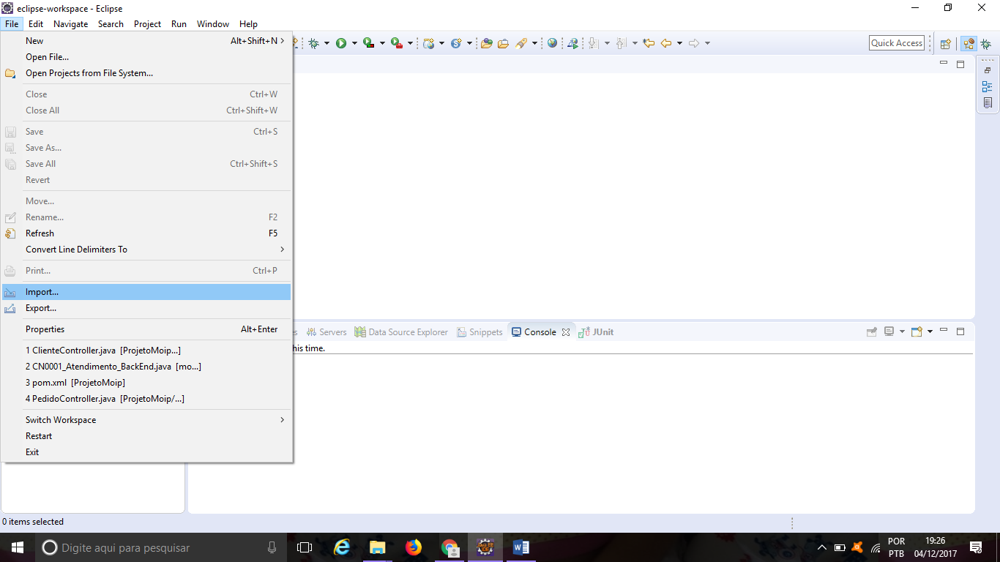 eclipse-workspace - Eclipse
File Edit Navigate Search Project Run Window Help
Quick Access
New Alt+Shift+N
Open File...
Open Projects from File System...
Close Ctrl+W
Close All Ctrl+Shift+W
Save Ctrl+S
Save As...
Save All Ctrl+Shift+S
Revert
Move...
Rename... F2
Refresh F5
Convert Line Delimiters To
Print... Ctrl+P
Import...
Export...
Properties Alt+Enter
1 ClienteController.java [ProjetoMoip...]
2 CN0001_Atendimento_BackEnd.java [mo...]
3 pom.xml [ProjetoMoip]
4 PedidoController.java [ProjetoMoip/...]
Switch Workspace
Restart
Exit
Servers Data Source Explorer Snippets Console JUnit
his time.
0 items selected
Digite aqui para pesquisar
POR
PTB
19:26
04/12/2017